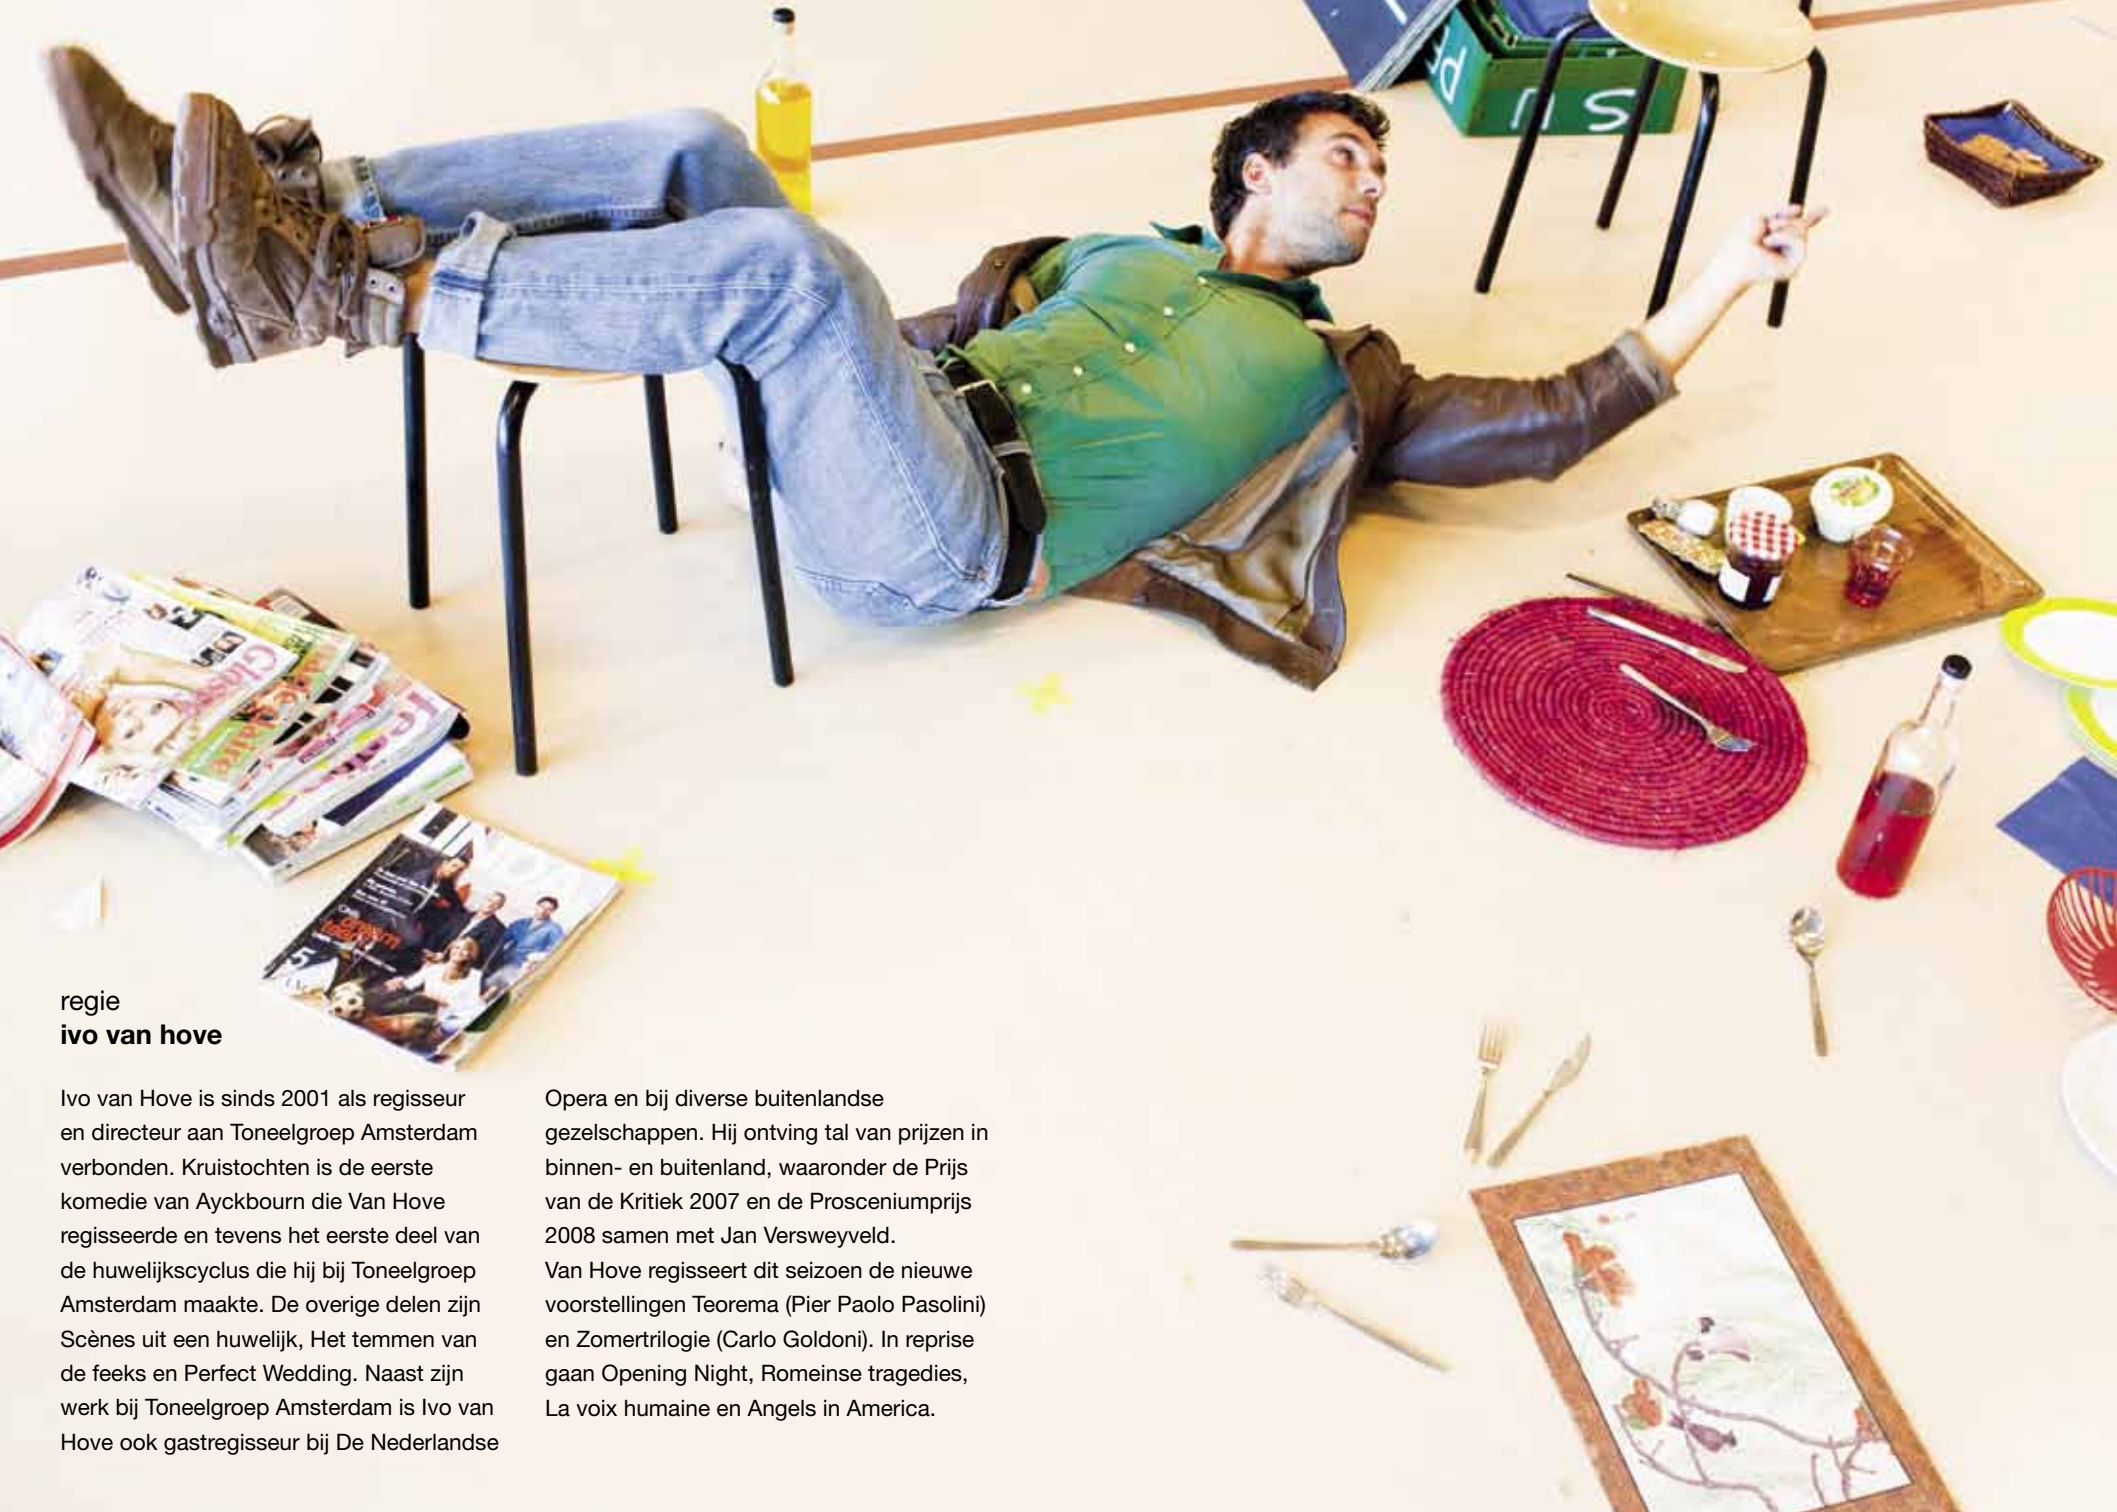 regie
ivo van hove
Ivo van Hove is sinds 2001 als regisseur
en directeur aan Toneelgroep Amsterdam
verbonden. Kruistochten is de eerste
komedie van Ayckbourn die Van Hove
regisseerde en tevens het eerste deel van
de huwelijkscyclus die hij bij Toneelgroep
Amsterdam maakte. De overige delen zijn
Scènes uit een huwelijk, Het temmen van
de feeks en Perfect Wedding. Naast zijn
werk bij Toneelgroep Amsterdam is Ivo van
Hove ook gastregisseur bij De Nederlandse
Opera en bij diverse buitenlandse
gezelschappen. Hij ontving tal van prijzen in
binnen- en buitenland, waaronder de Prijs
van de Kritiek 2007 en de Prosceniumprijs
2008 samen met Jan Versweyveld.
Van Hove regisseert dit seizoen de nieuwe
voorstellingen Teorema (Pier Paolo Pasolini)
en Zomertrilogie (Carlo Goldoni). In reprise
gaan Opening Night, Romeinse tragedies,
La voix humaine en Angels in America.